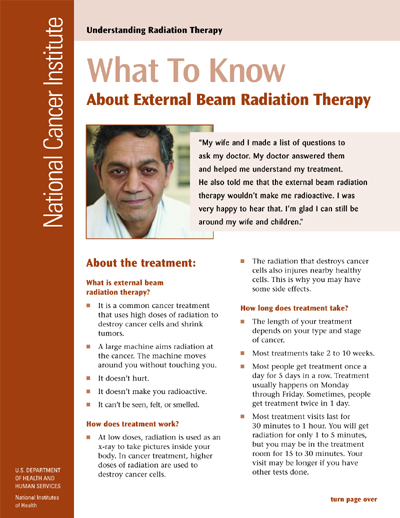 Understanding Radiation Therapy
National Cancer Institute
What To Know
About External Beam Radiation Therapy
"My wife and I made a list of questions to
ask my doctor. My doctor answered them
and helped me understand my treatment.
He also told me that the external beam radiation
therapy wouldn't make me radioactive. I was
very happy to hear that. I'm glad I can still be
around my wife and children."
About the treatment:
What is external beam
radiation therapy?
■ It is a common cancer treatment
that uses high doses of radiation to
destroy cancer cells and shrink
tumors.
■ A large machine aims radiation at
the cancer. The machine moves
around you without touching you.
■ It doesn't hurt.
■ It doesn't make you radioactive.
■ It can't be seen, felt, or smelled.
How does treatment work?
■ At low doses, radiation is used as an
x-ray to take pictures inside your
body. In cancer treatment, higher
doses of radiation are used to
destroy cancer cells.
■ The radiation that destroys cancer
cells also injures nearby healthy
cells. This is why you may have
some side effects.
How long does treatment take?
■ The length of your treatment
depends on your type and stage
of cancer.
■ Most treatments take 2 to 10 weeks.
■ Most people get treatment once a
day for 5 days in a row. Treatment
usually happens on Monday
through Friday. Sometimes, people
get treatment twice in 1 day.
■ Most treatment visits last for
30 minutes to 1 hour. You will get
radiation for only 1 to 5 minutes,
but you may be in the treatment
room for 15 to 30 minutes. Your
visit may be longer if you have
other tests done.
U.S. DEPARTMENT
OF HEALTH AND
HUMAN SERVICES
National Institutes
of Health
turn page over